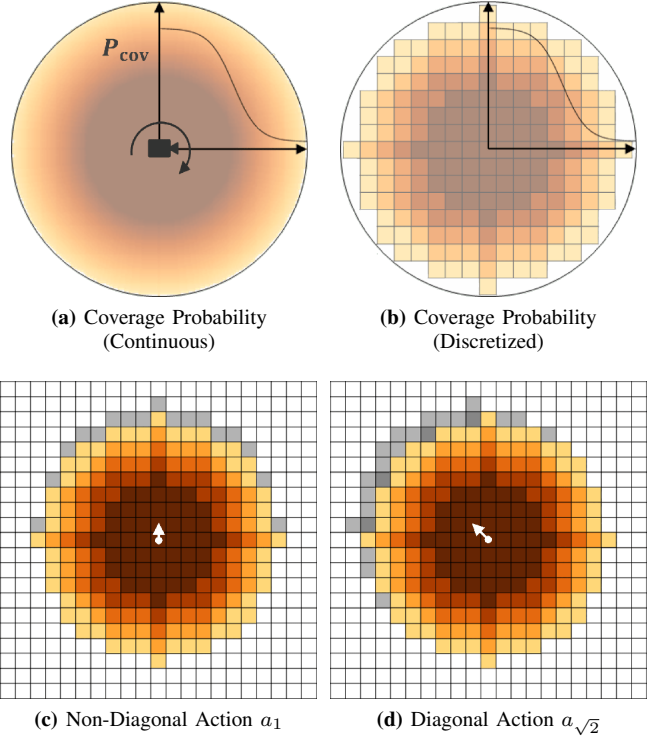 P_cov
(a) Coverage Probability
(Continuous)
(b) Coverage Probability
(Discretized)
(c) Non-Diagonal Action a_1
(d) Diagonal Action a_√2